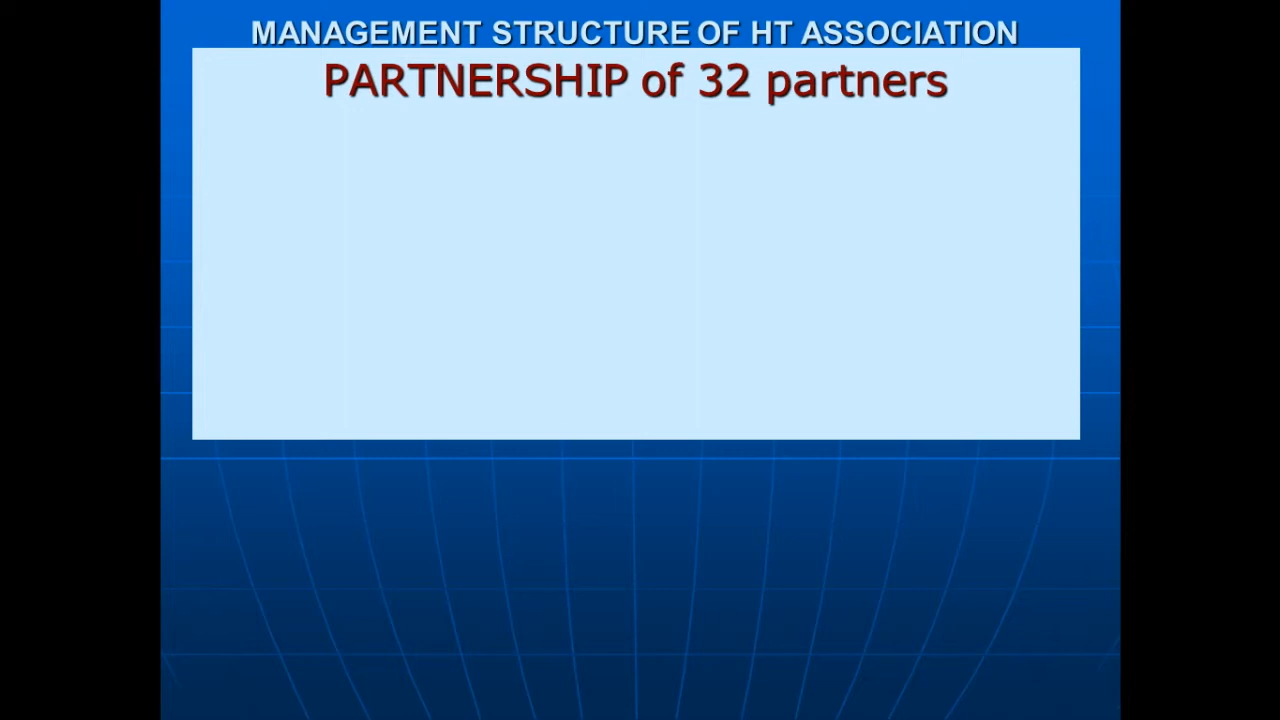 MANAGEMENT STRUCTURE OF HT ASSOCIATION
PARTNERSHIP of 32 partners